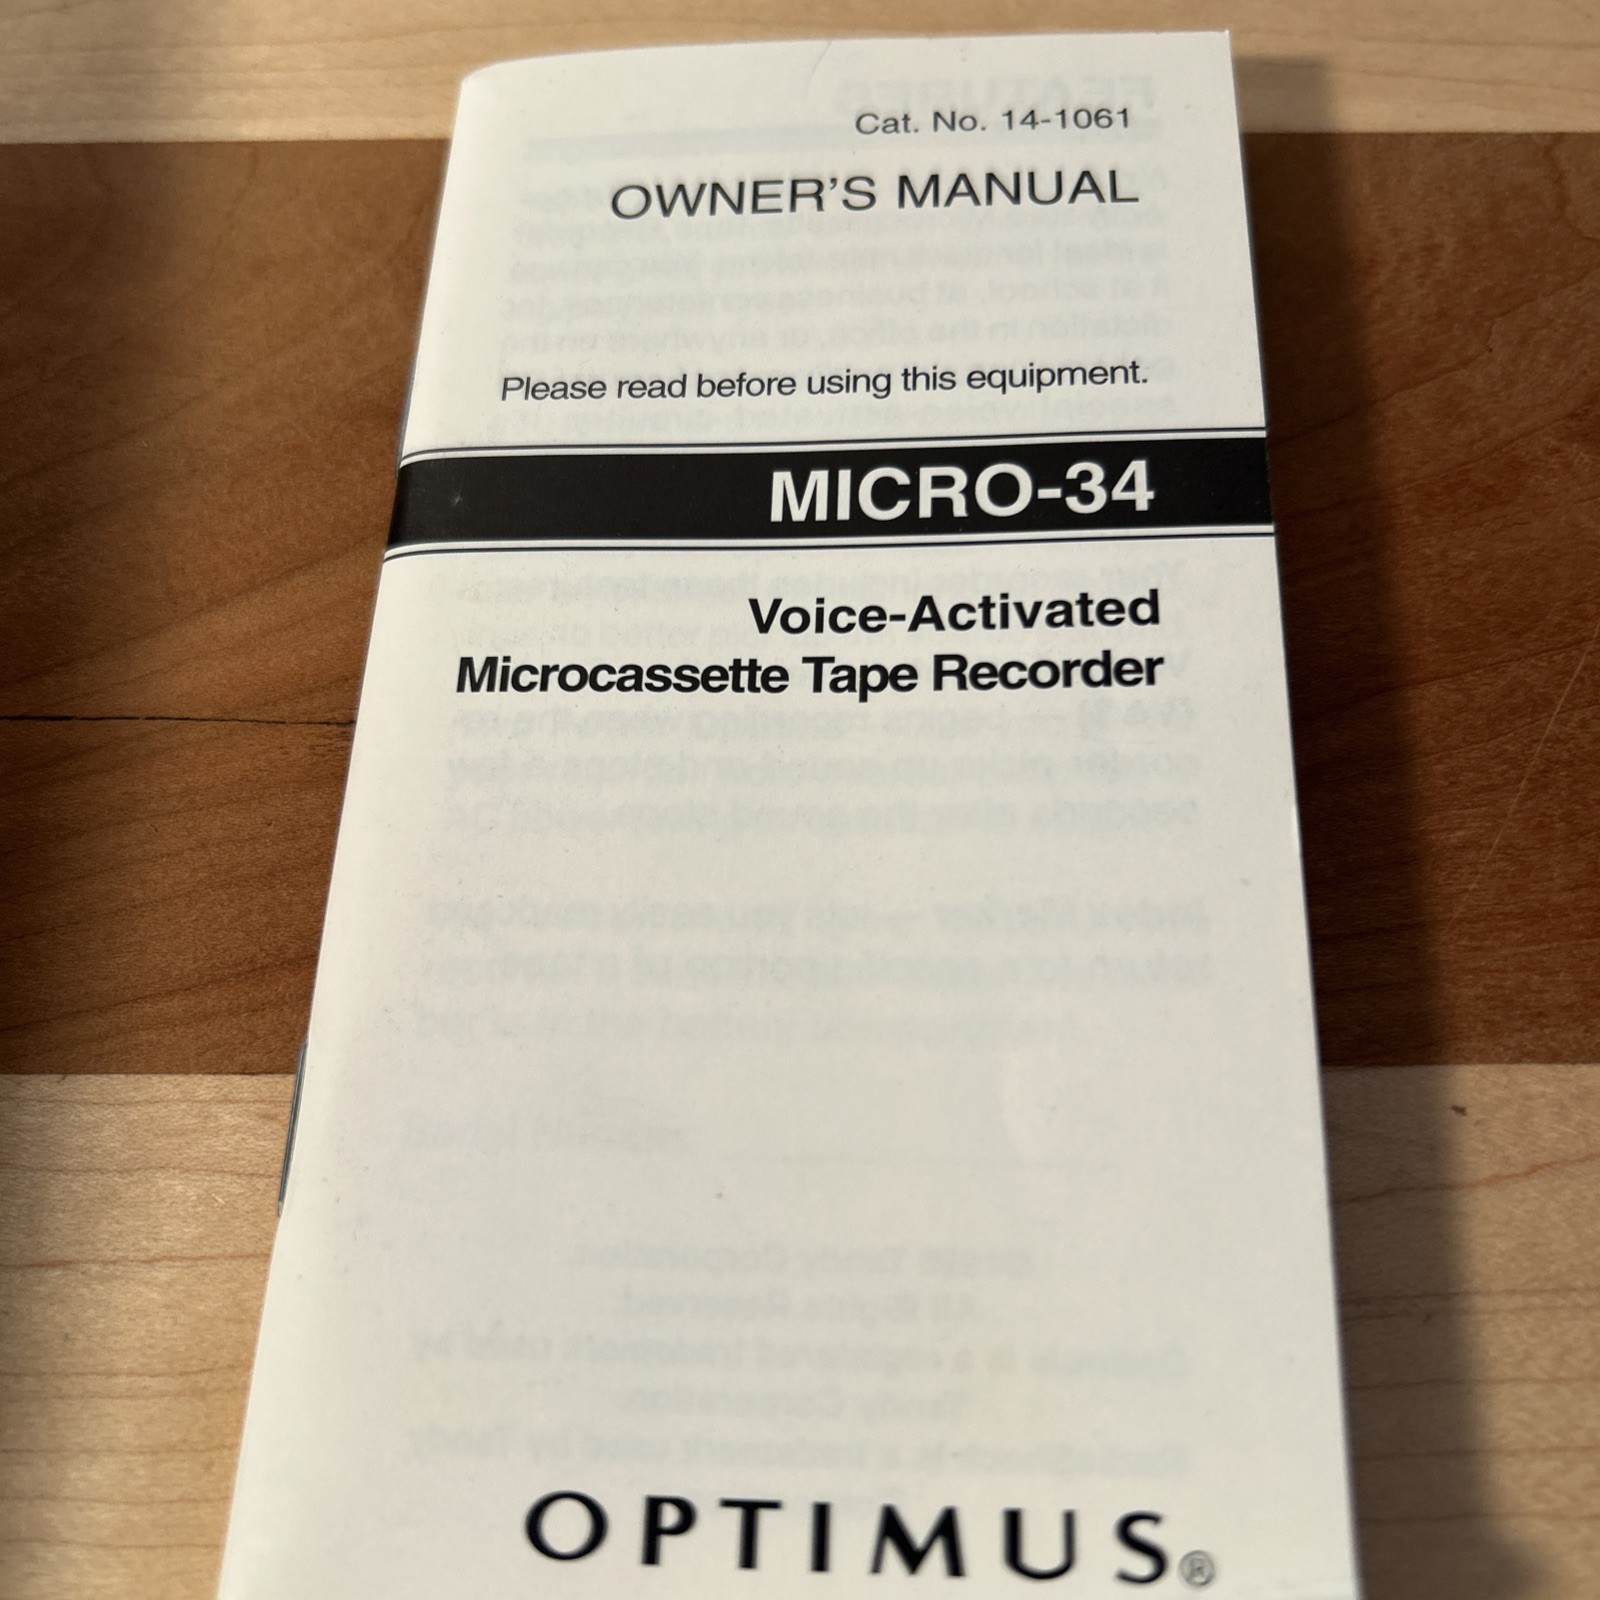 Cat. No. 14-1061
OWNER'S MANUAL
Please read before using this equipment.
MICRO-34
Voice-Activated
Microcassette Tape Recorder
OPTIMUS®